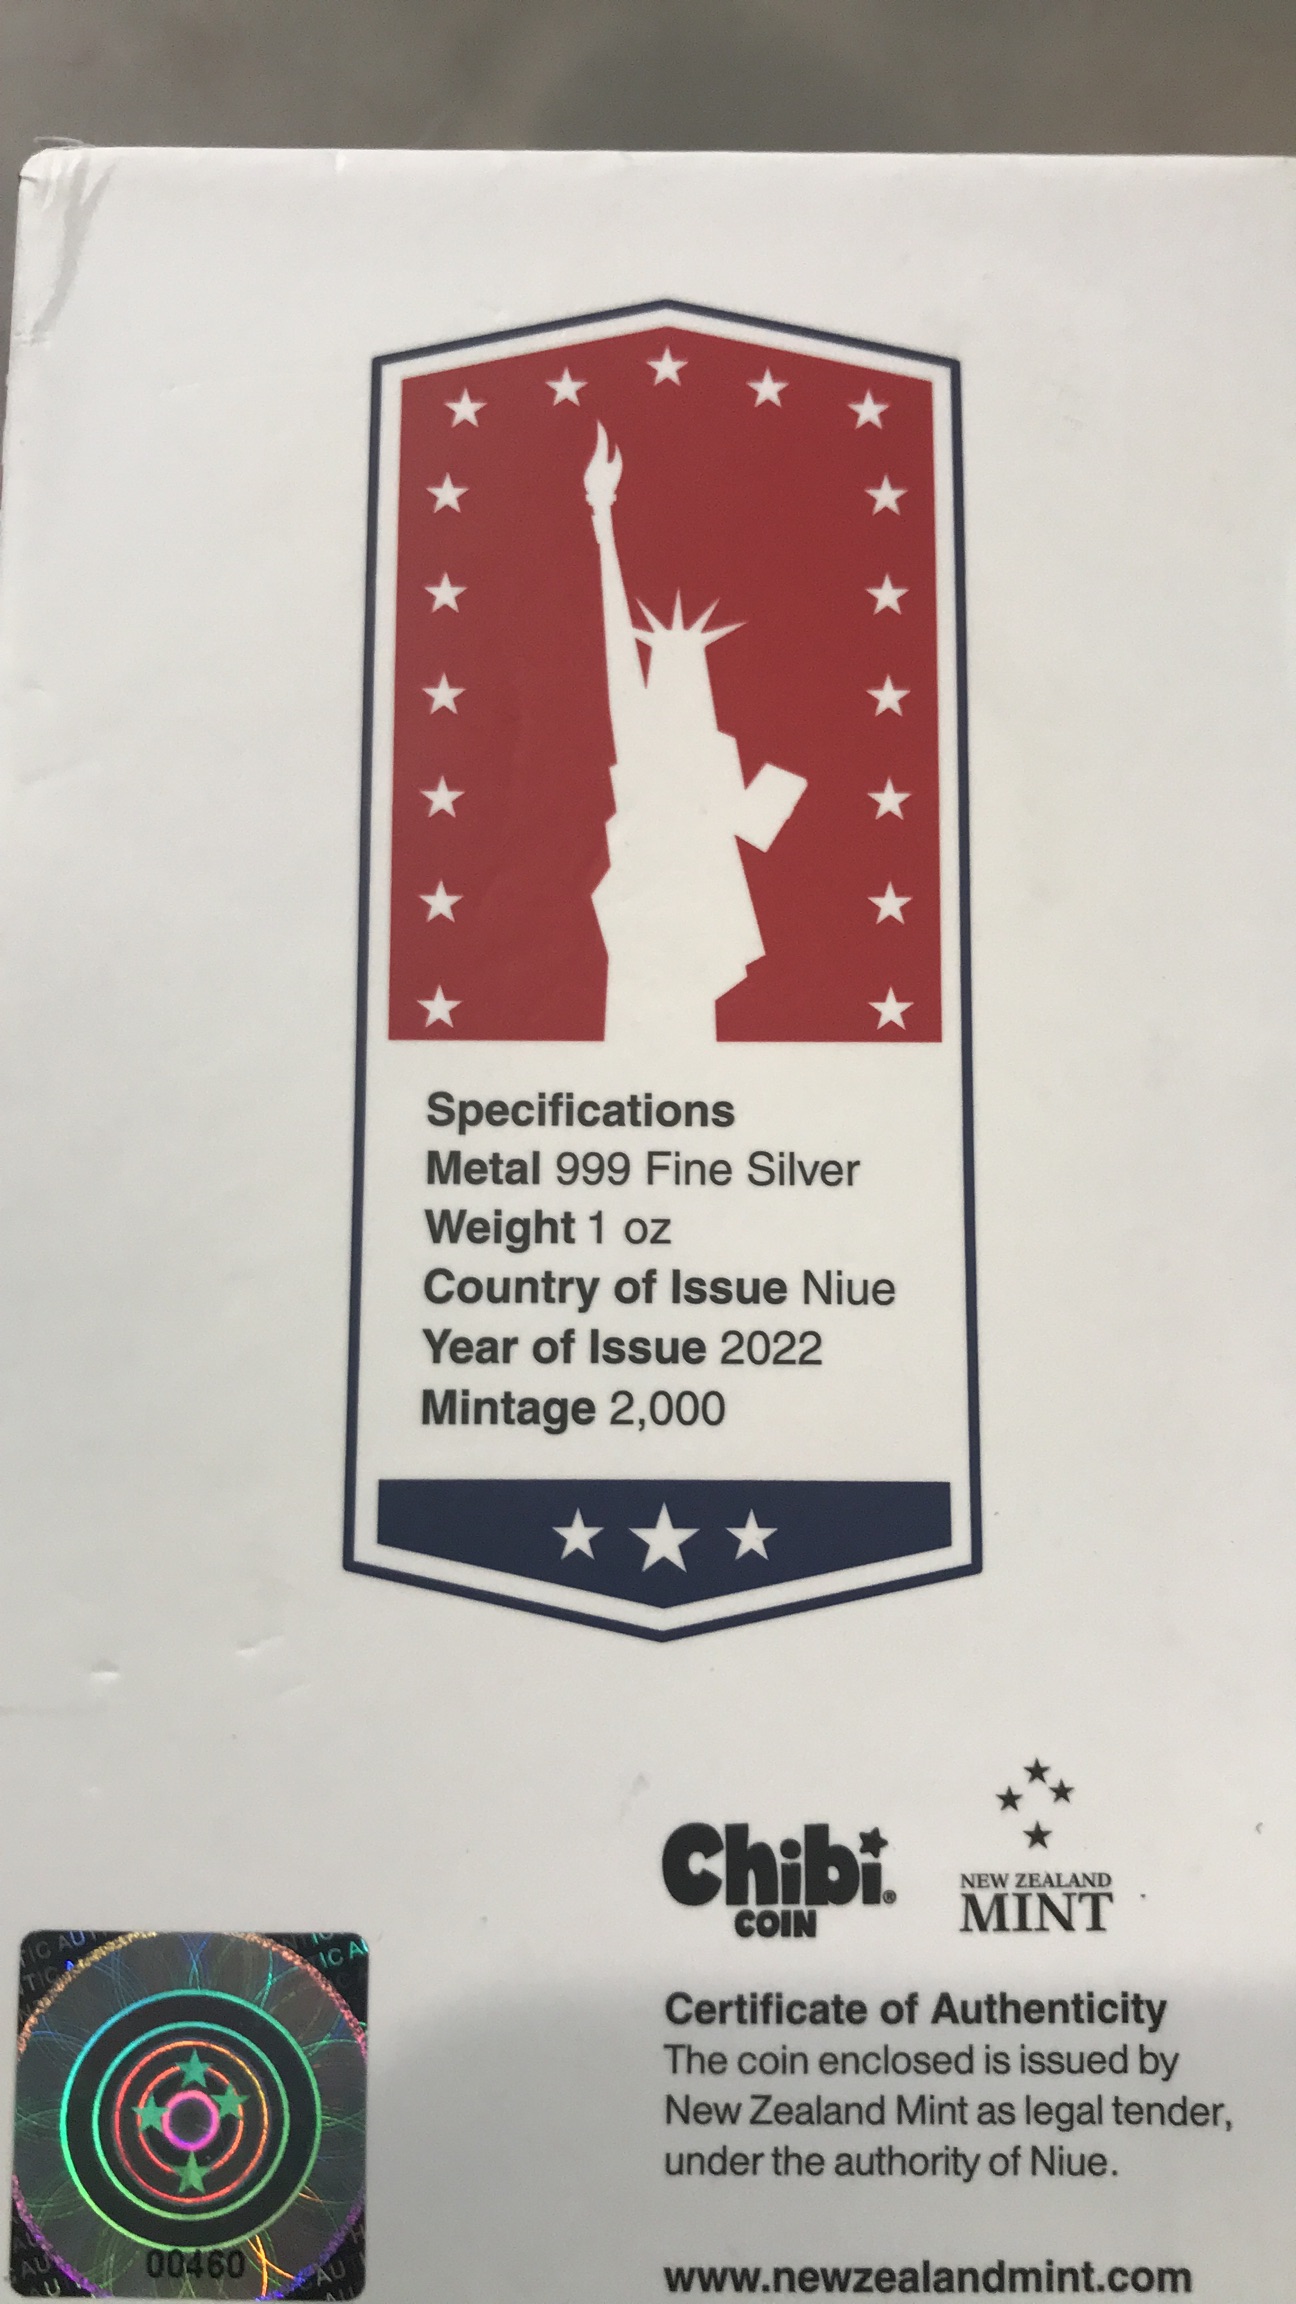 Specifications
Metal 999 Fine Silver
Weight 1 oz
Country of Issue Niue
Year of Issue 2022
Mintage 2,000
Chibi®
COIN
NEW ZEALAND
MINT
Certificate of Authenticity
The coin enclosed is issued by
New Zealand Mint as legal tender,
under the authority of Niue.
00460
www.newzealandmint.com